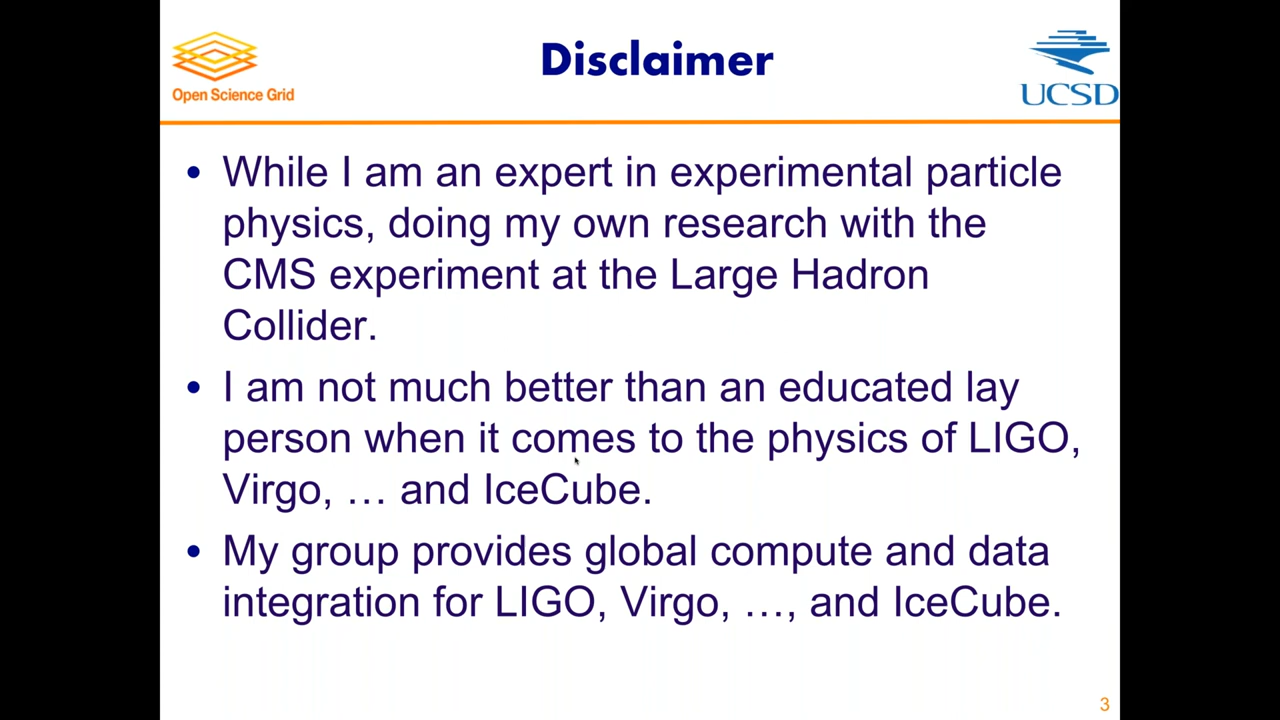 Disclaimer
Open Science Grid
UCSD
• While I am an expert in experimental particle
physics, doing my own research with the
CMS experiment at the Large Hadron
Collider.
• I am not much better than an educated lay
person when it comes to the physics of LIGO,
Virgo, … and IceCube.
• My group provides global compute and data
integration for LIGO, Virgo, …, and IceCube.
3